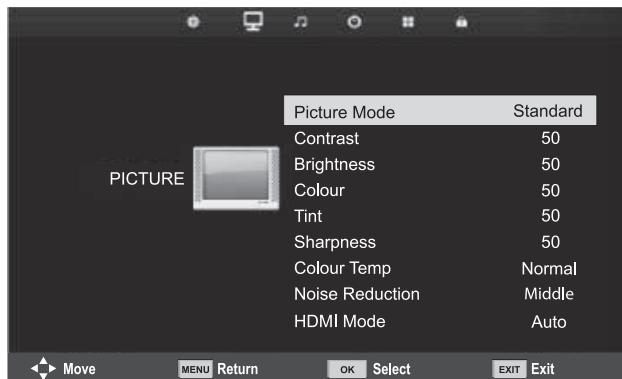 Picture Mode Standard
Contrast 50
Brightness 50
PICTURE
Colour 50
Tint 50
Sharpness 50
Colour Temp Normal
Noise Reduction Middle
HDMI Mode Auto
Move MENU Return OK Select EXIT Exit